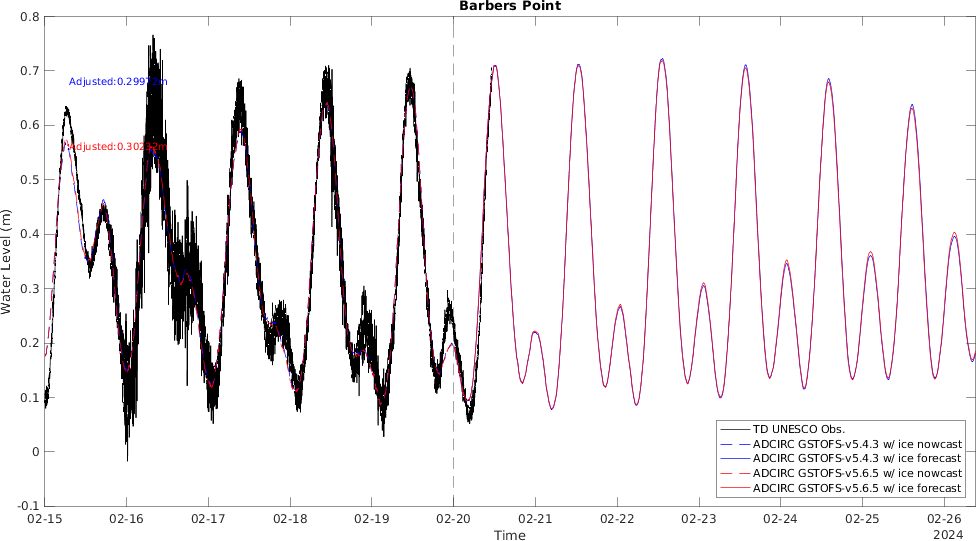 Barbers Point
0.8
0.7
0.6
0.5
0.4
0.3
0.2
0.1
0
-0.1
Water Level (m)
Adjusted:0.2997
Adjusted:0.302
02-15 02-16 02-17 02-18 02-19 02-20 02-21 02-22 02-23 02-24 02-25 02-26
2024
Time
TD UNESCO Obs.
ADCIRC GSTOFS-v5.4.3 w/ ice nowcast
ADCIRC GSTOFS-v5.4.3 w/ ice forecast
ADCIRC GSTOFS-v5.6.5 w/ ice nowcast
ADCIRC GSTOFS-v5.6.5 w/ ice forecast